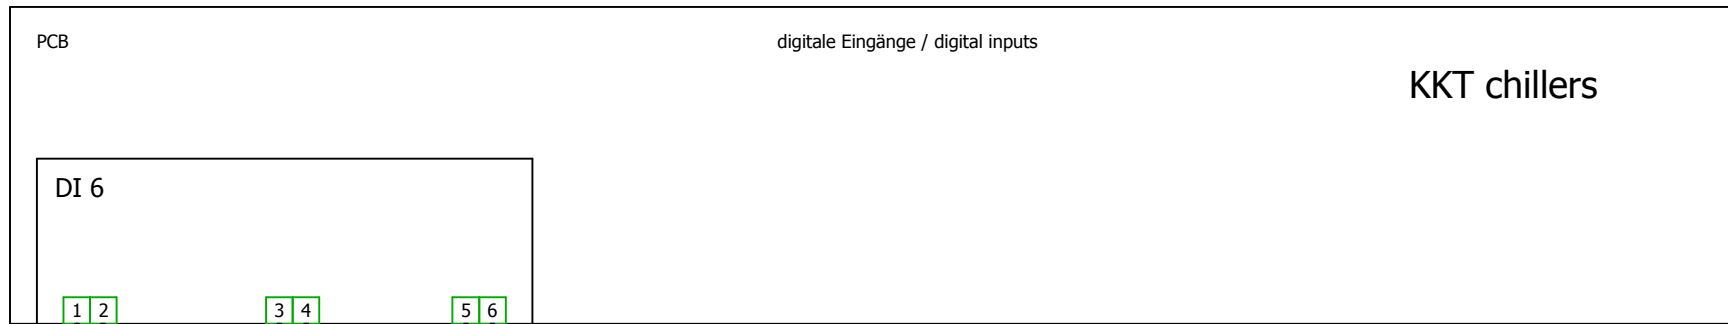 PCB
digitale Eingänge / digital inputs
KKT chillers
DI 6
1 2 3 4 5 6